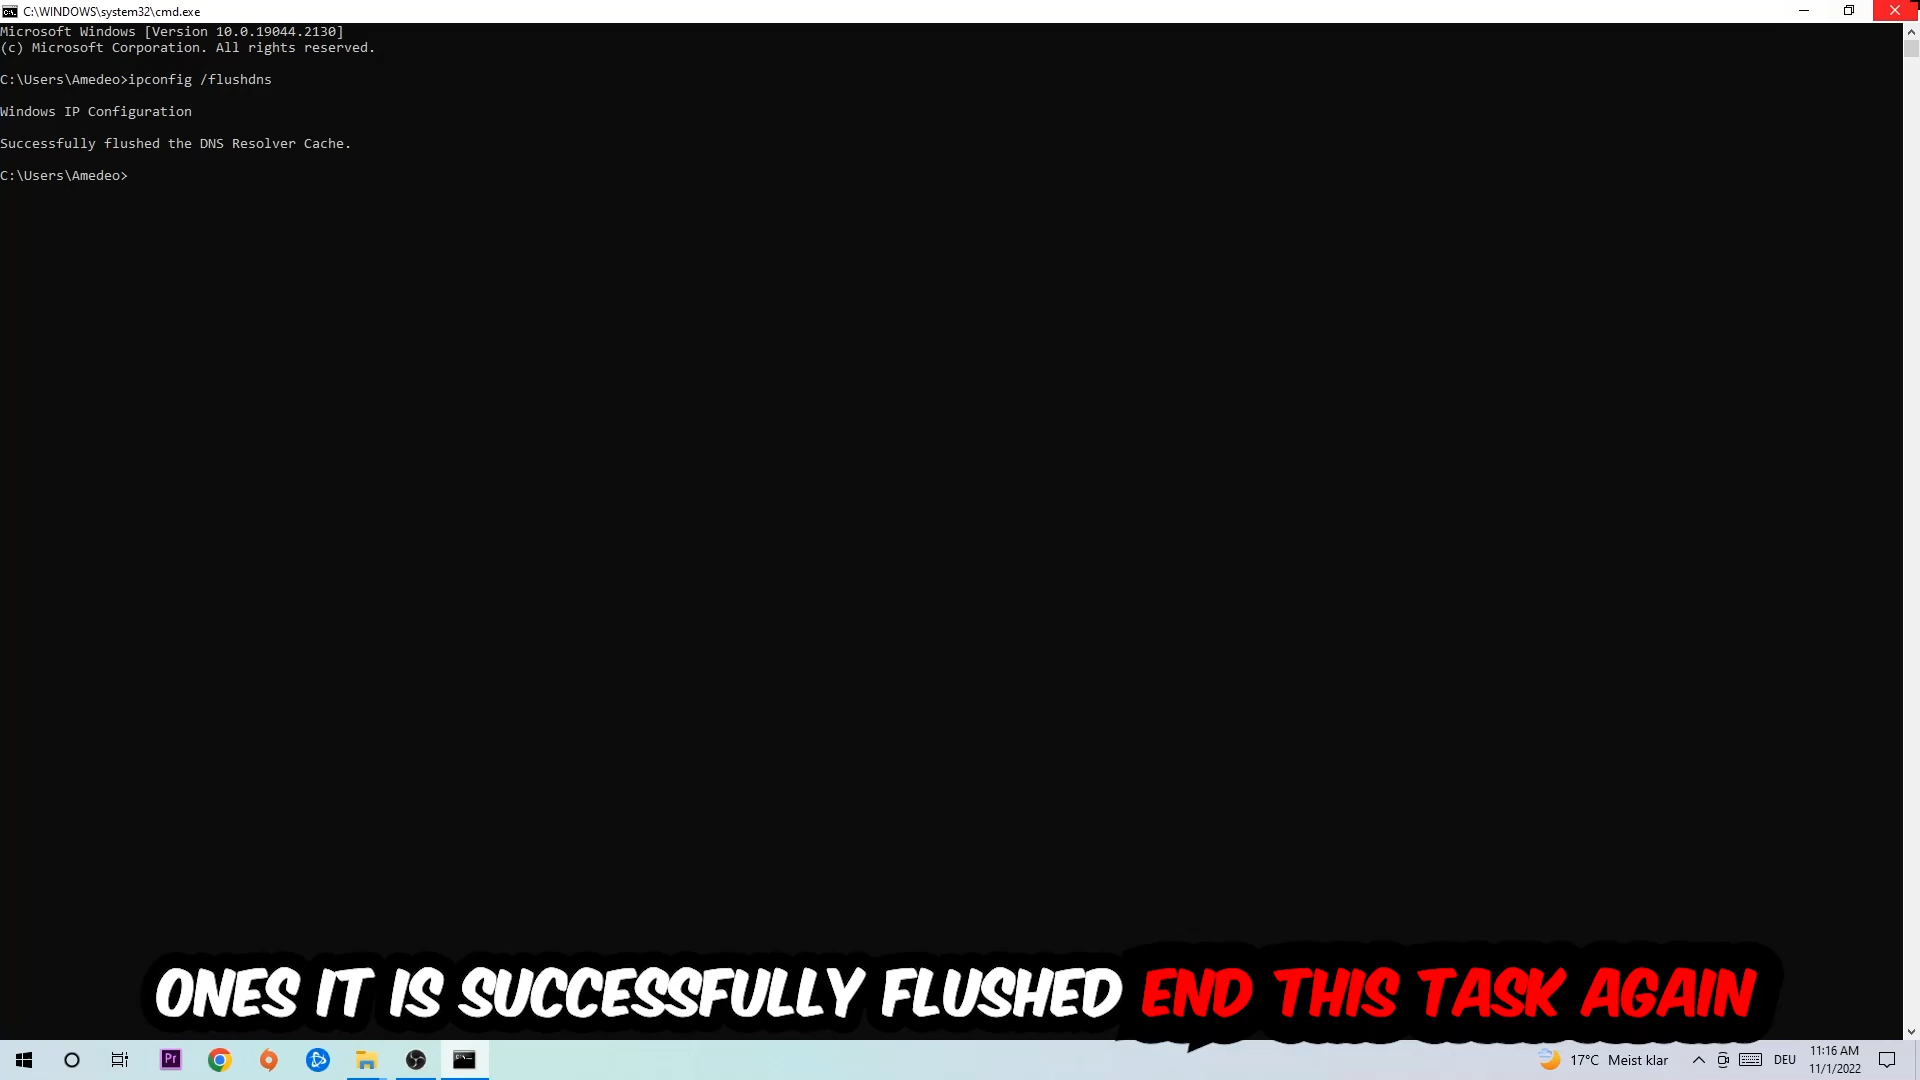 C:\WINDOWS\system32\cmd.exe
Microsoft Windows [Version 10.0.19044.2130]
(c) Microsoft Corporation. All rights reserved.
C:\Users\Amedeo>ipconfig /flushdns
Windows IP Configuration
Successfully flushed the DNS Resolver Cache.
C:\Users\Amedeo>
ONES IT IS SUCCESSFULLY FLUSHED END THIS TASK AGAIN
Pr
17°C Meist klar
DEU
11:16 AM
11/1/2022